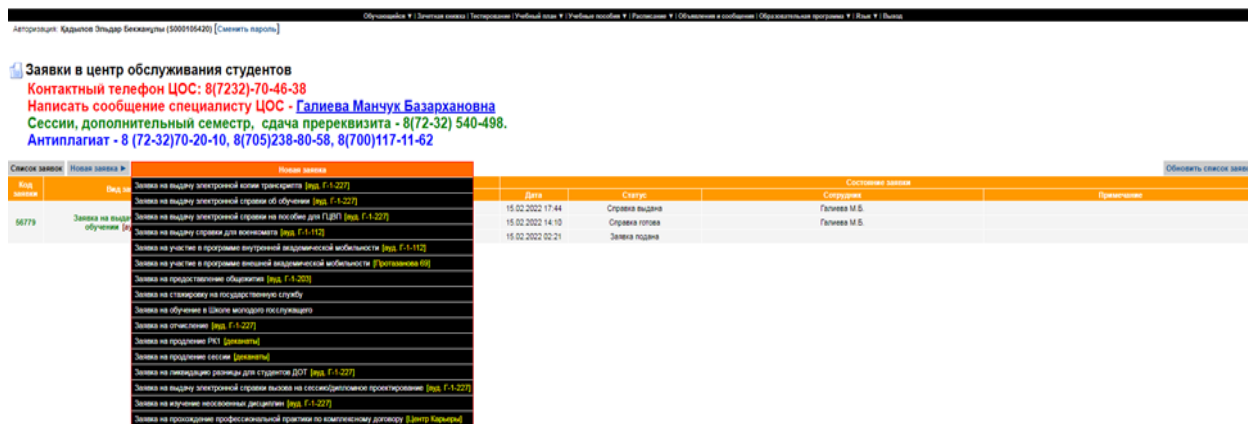 Обучающийся ▼ | Зачетная книжка | Тестирование | Учебный план ▼ | Учебные пособия ▼ | Расписание ▼ | Объявления и сообщения | Образовательная программа ▼ | Язык ▼ | Выход
Авторизация: Қадылов Эльдар Бекжанұлы (S000106420) [Сменить пароль]
Заявки в центр обслуживания студентов
Контактный телефон ЦОС: 8(7232)-70-46-38
Написать сообщение специалисту ЦОС - Галиева Манчук Базархановна
Сессии, дополнительный семестр, сдача пререквизита - 8(72-32) 540-498.
Антиплагиат - 8 (72-32)70-20-10, 8(705)238-80-58, 8(700)117-11-62
Список заявок Новая заявка ► Новая заявка Обновить список заявок
Код заявки Вид за Состояние заявки
Дата Статус Сотрудник Примечание
56779 Заявка на выдач обучении [ау
15.02.2022 17:44 Справка выдана Галиева М.Б.
15.02.2022 14:10 Справка готова Галиева М.Б.
15.02.2022 02:21 Заявка подана
Заявка на выдачу электронной копии транскрипта [ауд. Г-1-227]
Заявка на выдачу электронной справки об обучении [ауд. Г-1-227]
Заявка на выдачу электронной справки на пособие для ГЦВП [ауд. Г-1-227]
Заявка на выдачу справки для военкомата [ауд. Г-1-112]
Заявка на участие в программе внутренней академической мобильности [ауд. Г-1-112]
Заявка на участие в программе внешней академической мобильности [Протазанова 69]
Заявка на предоставление общежития [ауд. Г-1-203]
Заявка на стажировку на государственную службу
Заявка на обучение в Школе молодого госслужащего
Заявка на отчисление [ауд. Г-1-227]
Заявка на продление РК1 [деканаты]
Заявка на продление сессии [деканаты]
Заявка на ликвидацию разницы для студентов ДОТ [ауд. Г-1-227]
Заявка на выдачу электронной справки вызова на сессию/дипломное проектирование [ауд. Г-1-227]
Заявка на изучение неосвоенных дисциплин [ауд. Г-1-227]
Заявка на прохождение профессиональной практики по комплексному договору [Центр Карьеры]